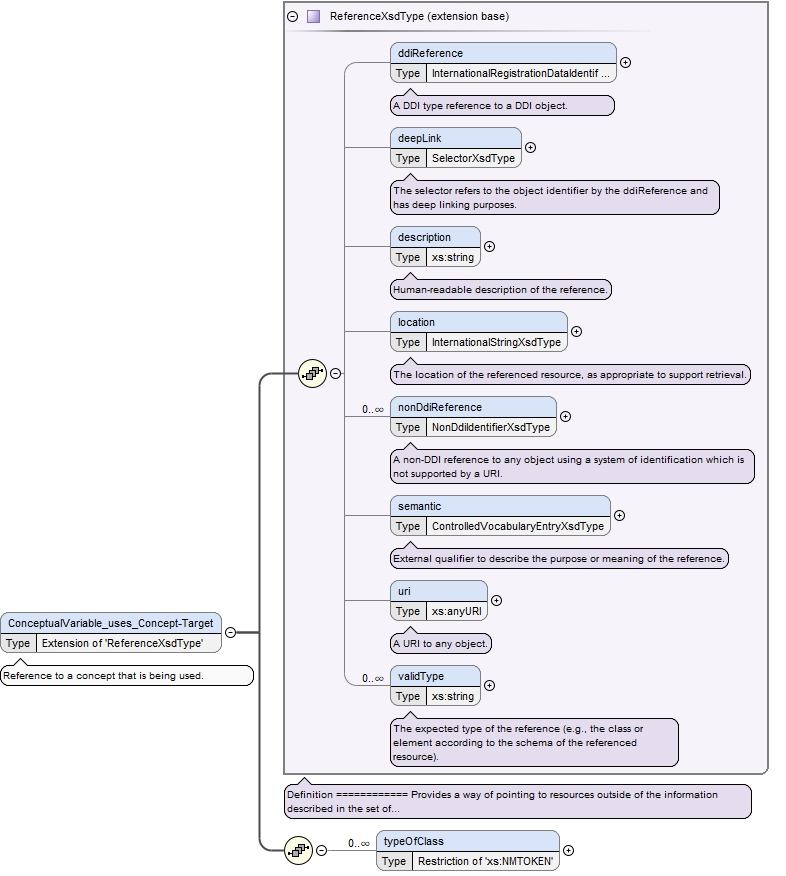 ReferenceXsdType (extension base)
ddiReference
Type InternationalRegistrationDataIdentif ...
A DDI type reference to a DDI object.
deepLink
Type SelectorXsdType
The selector refers to the object identifier by the ddiReference and
has deep linking purposes.
description
Type xs:string
Human-readable description of the reference.
location
Type InternationalStringXsdType
The location of the referenced resource, as appropriate to support retrieval.
0..∞
nonDdiReference
Type NonDdiIdentifierXsdType
A non-DDI reference to any object using a system of identification which is
not supported by a URI.
semantic
Type ControlledVocabularyEntryXsdType
External qualifier to describe the purpose or meaning of the reference.
uri
Type xs:anyURI
A URI to any object.
ConceptualVariable_uses_Concept-Target
Type Extension of 'ReferenceXsdType'
Reference to a concept that is being used.
0..∞
validType
Type xs:string
The expected type of the reference (e.g., the class or
element according to the schema of the referenced
resource).
Definition ============ Provides a way of pointing to resources outside of the information
described in the set of...
0..∞
typeOfClass
Type Restriction of 'xs:NMTOKEN'